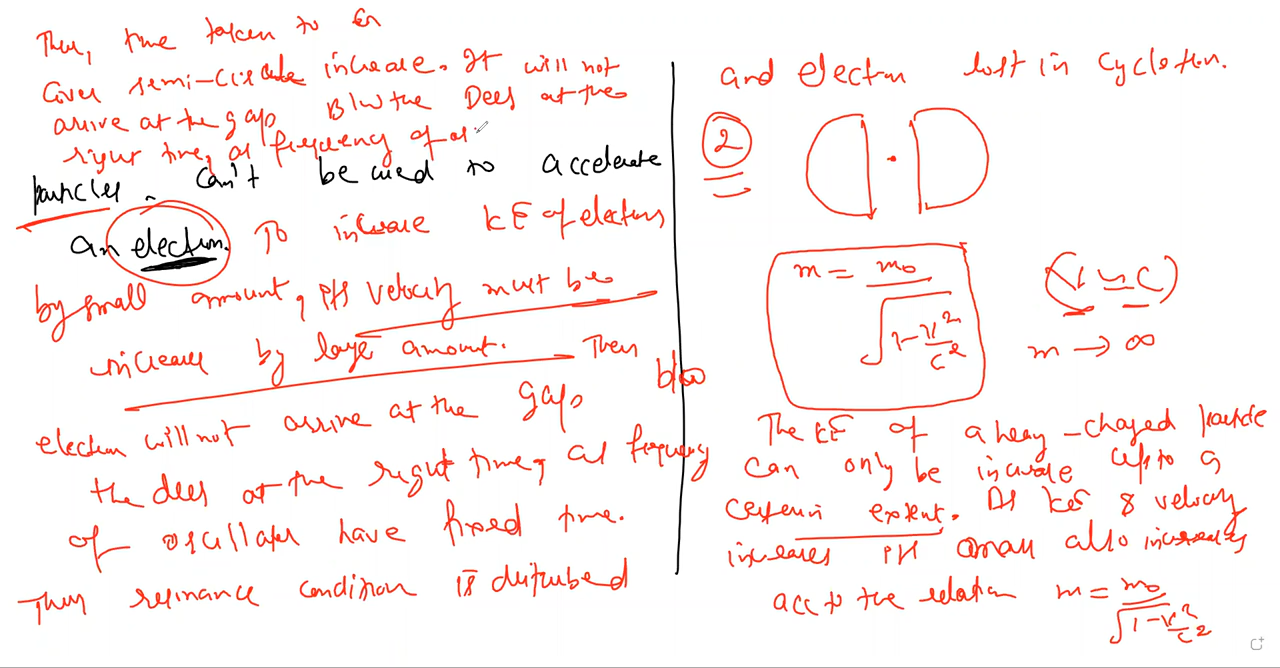 Then, time taken to
Cover semi-circle increase. It will not
arrive at the gap B/w the Dees at the
right time, as frequency of os
particles. Can't be used to accelerate
an electron. To increase KE of electrons
by small amount, its velocity must be
increase by large amount. Then
electron will not arrive at the gap b/w
the dees at the right time, as frequency
of oscillator have fixed time.
Thus resinance condition is disturbed
and electron lost in cyclotron.
2
m = m₀ / √(1-v²/c²)
(v ≃ c)
m → ∞
The KE of a heavy-charged particle
can only be increase upto a
certain extent. As KE & velocity
increases its mass also increases
acc to the relation m = m₀ / √(1-v²/c²)